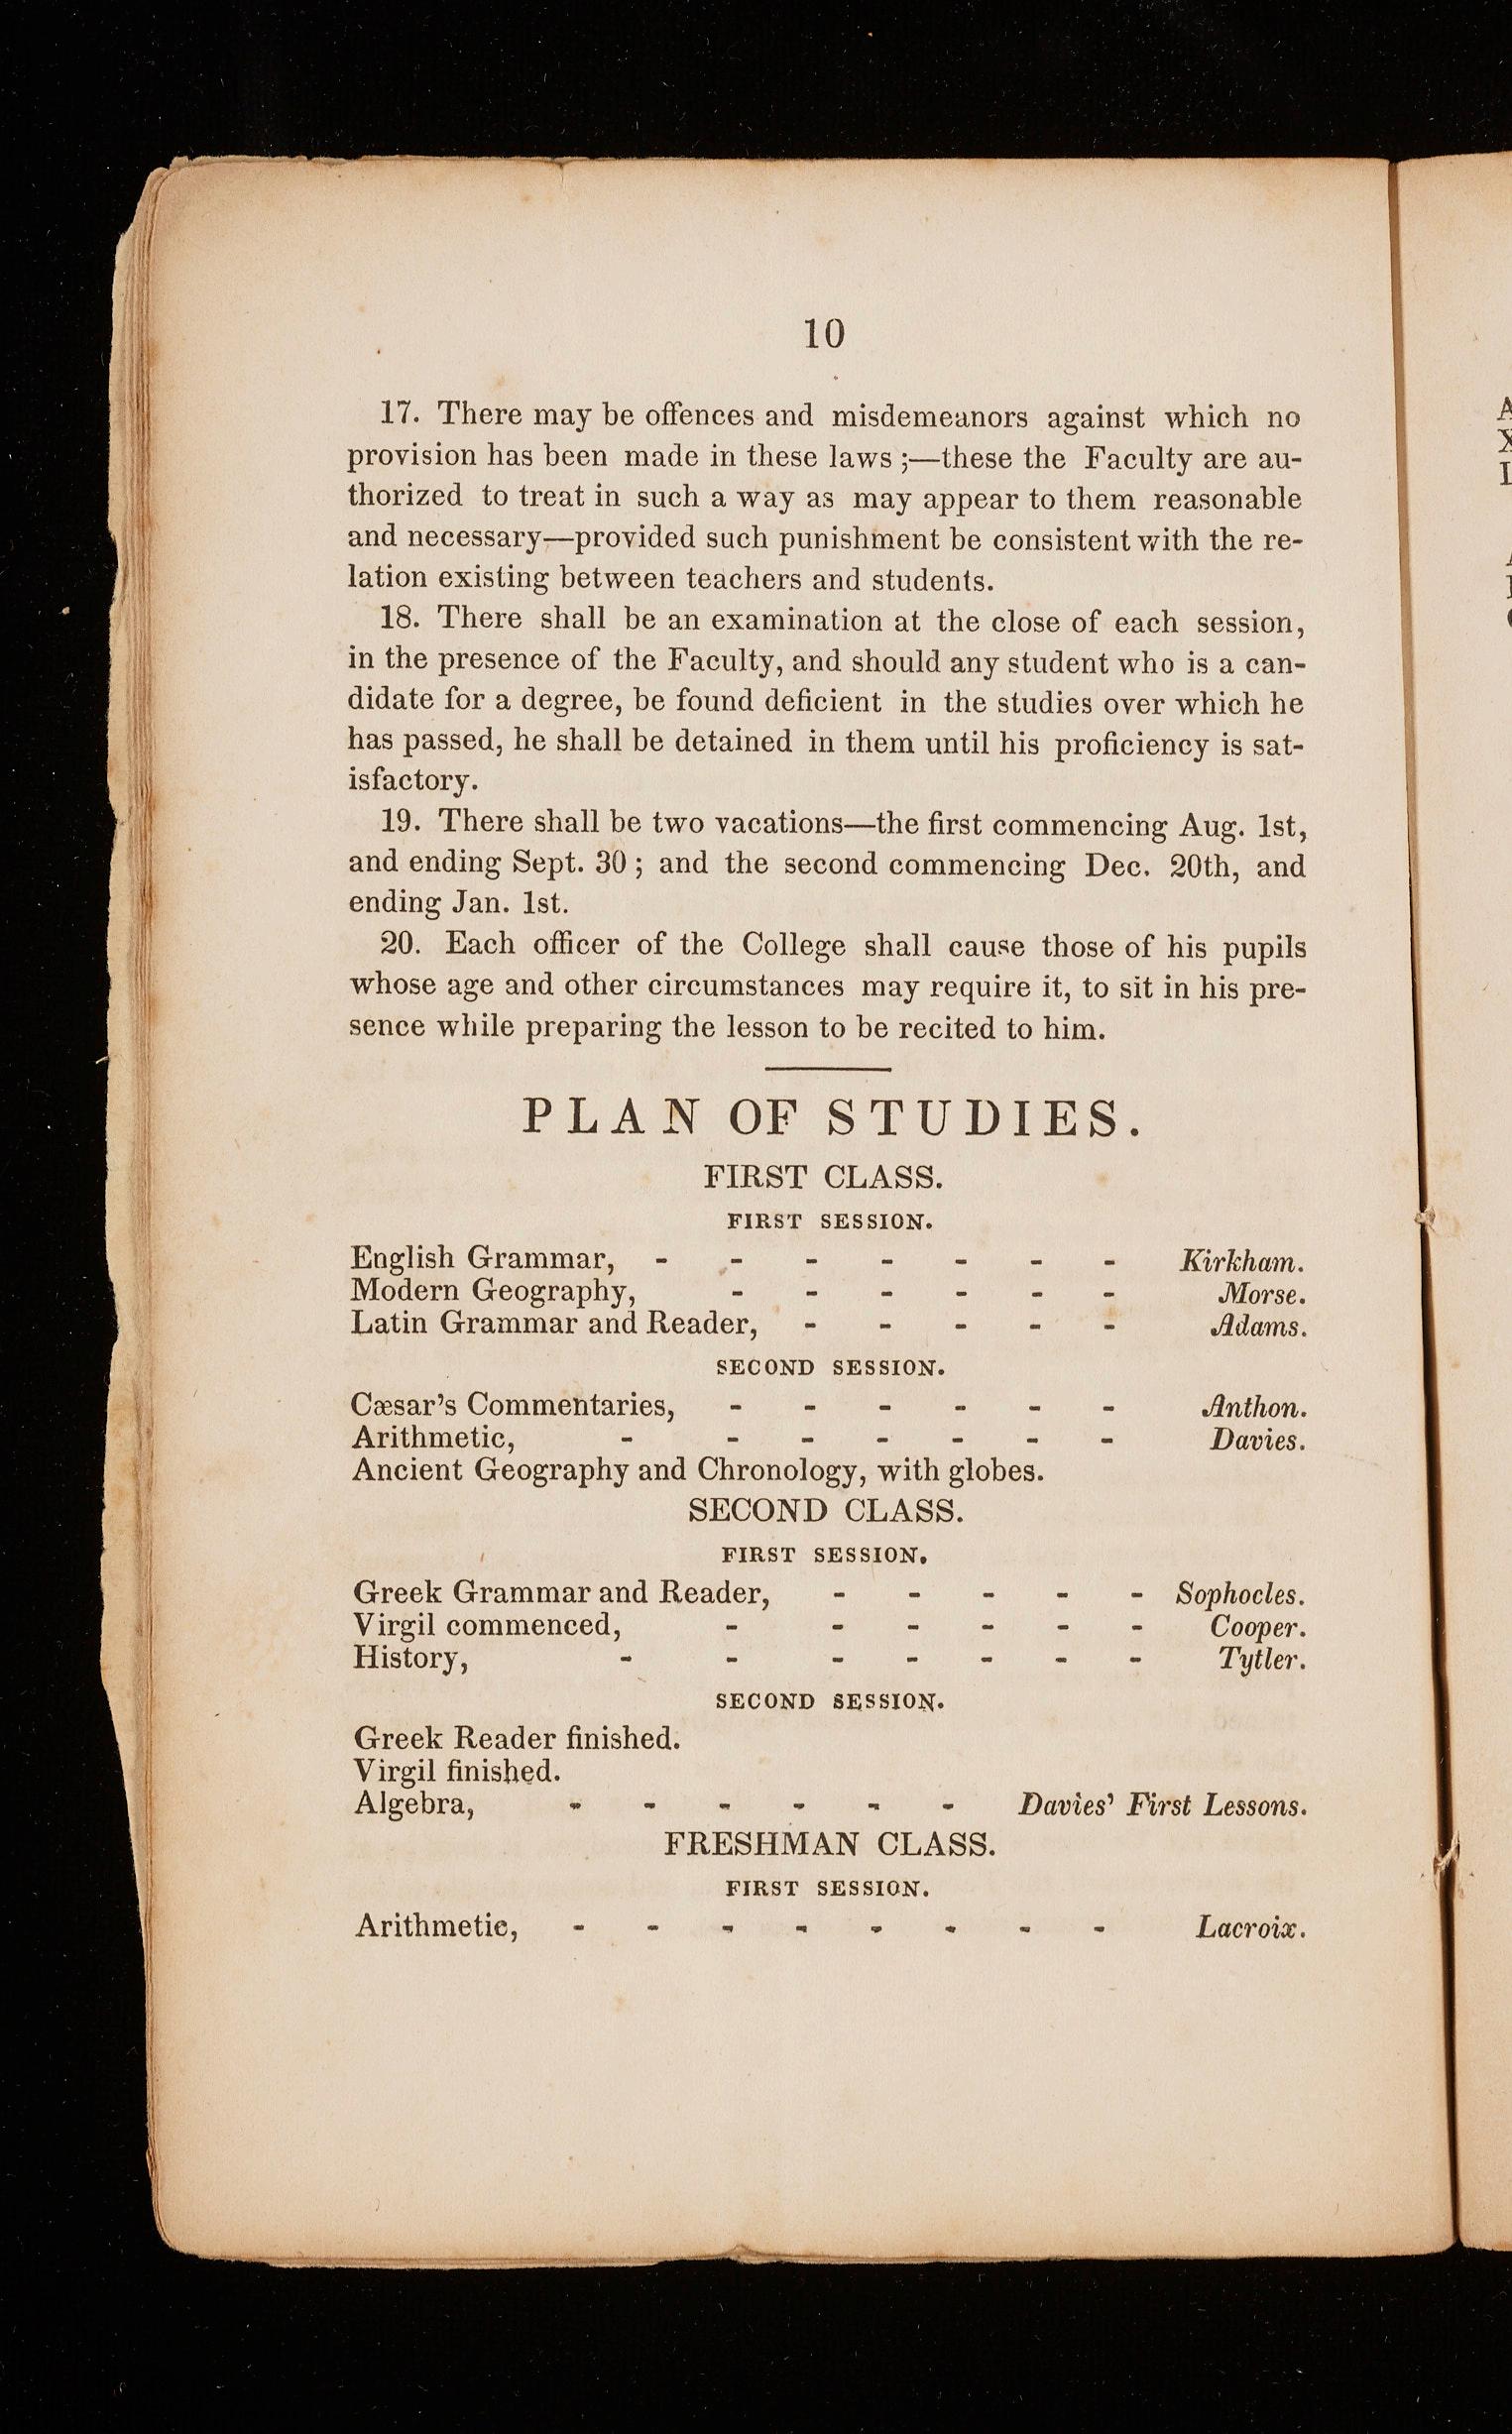 10
17. There may be offences and misdemeanors against which no
provision has been made in these laws ;—these the Faculty are au-
thorized to treat in such a way as may appear to them reasonable
and necessary—provided such punishment be consistent with the re-
lation existing between teachers and students.
18. There shall be an examination at the close of each session,
in the presence of the Faculty, and should any student who is a can-
didate for a degree, be found deficient in the studies over which he
has passed, he shall be detained in them until his proficiency is sat-
isfactory.
19. There shall be two vacations—the first commencing Aug. 1st,
and ending Sept. 30 ; and the second commencing Dec. 20th, and
ending Jan. 1st.
20. Each officer of the College shall cause those of his pupils
whose age and other circumstances may require it, to sit in his pre-
sence while preparing the lesson to be recited to him.
PLAN OF STUDIES.
FIRST CLASS.
FIRST SESSION.
English Grammar, - - - - - - - Kirkham.
Modern Geography, - - - - - - Morse.
Latin Grammar and Reader, - - - - - Adams.
SECOND SESSION.
Cæsar's Commentaries, - - - - - - Anthon.
Arithmetic, - - - - - - - Davies.
Ancient Geography and Chronology, with globes.
SECOND CLASS.
FIRST SESSION.
Greek Grammar and Reader, - - - - - Sophocles.
Virgil commenced, - - - - - - Cooper.
History, - - - - - - - Tytler.
SECOND SESSION.
Greek Reader finished.
Virgil finished.
Algebra, - - - - - - Davies' First Lessons.
FRESHMAN CLASS.
FIRST SESSION.
Arithmetic, - - - - - - - - Lacroix.